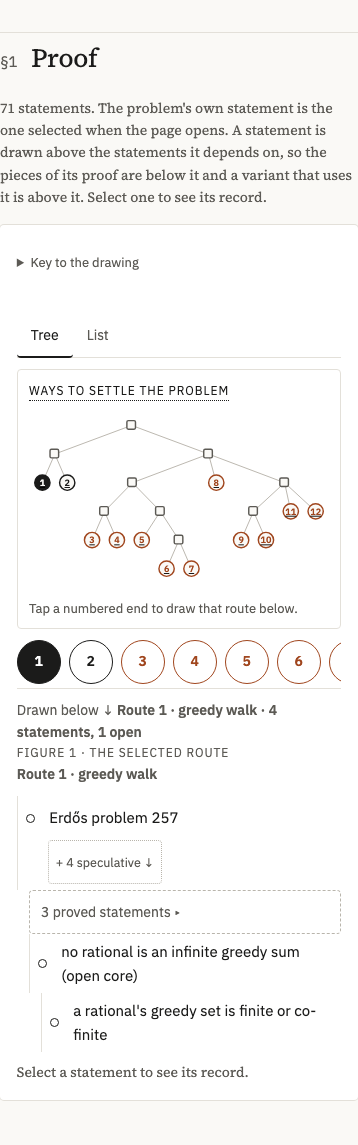 §1 Proof
71 statements. The problem's own statement is the
one selected when the page opens. A statement is
drawn above the statements it depends on, so the
pieces of its proof are below it and a variant that uses
it is above it. Select one to see its record.
▶ Key to the drawing
Tree List
WAYS TO SETTLE THE PROBLEM
1 2 8 11 12
3 4 5 9 10
6 7
Tap a numbered end to draw that route below.
1 2 3 4 5 6
Drawn below ↓ Route 1 · greedy walk · 4
statements, 1 open
FIGURE 1 · THE SELECTED ROUTE
Route 1 · greedy walk
Erdős problem 257
+ 4 speculative ↓
3 proved statements ▸
no rational is an infinite greedy sum
(open core)
a rational's greedy set is finite or co-
finite
Select a statement to see its record.